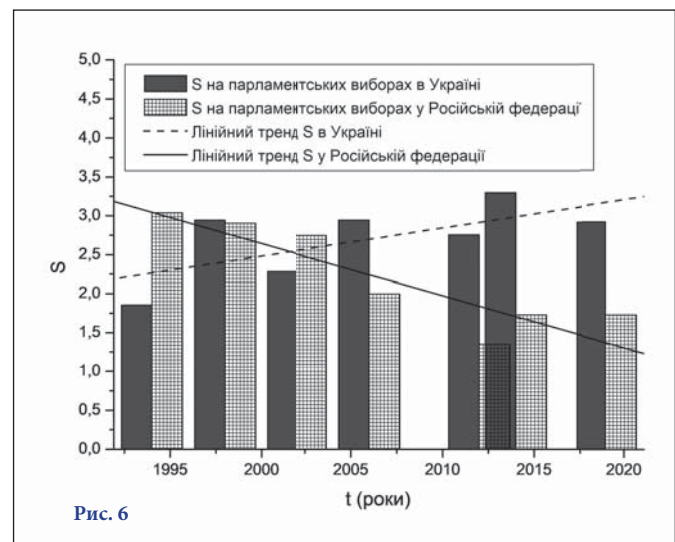 5,0
4,5
4,0
3,5
3,0
2,5
2,0
1,5
1,0
0,5
0,0
S
S на парламентських виборах в Україні
S на парламентських виборах у Російській федерації
Лінійний тренд S в Україні
Лінійний тренд S у Російській федерації
1995 2000 2005 2010 2015 2020
t (роки)
Рис. 6